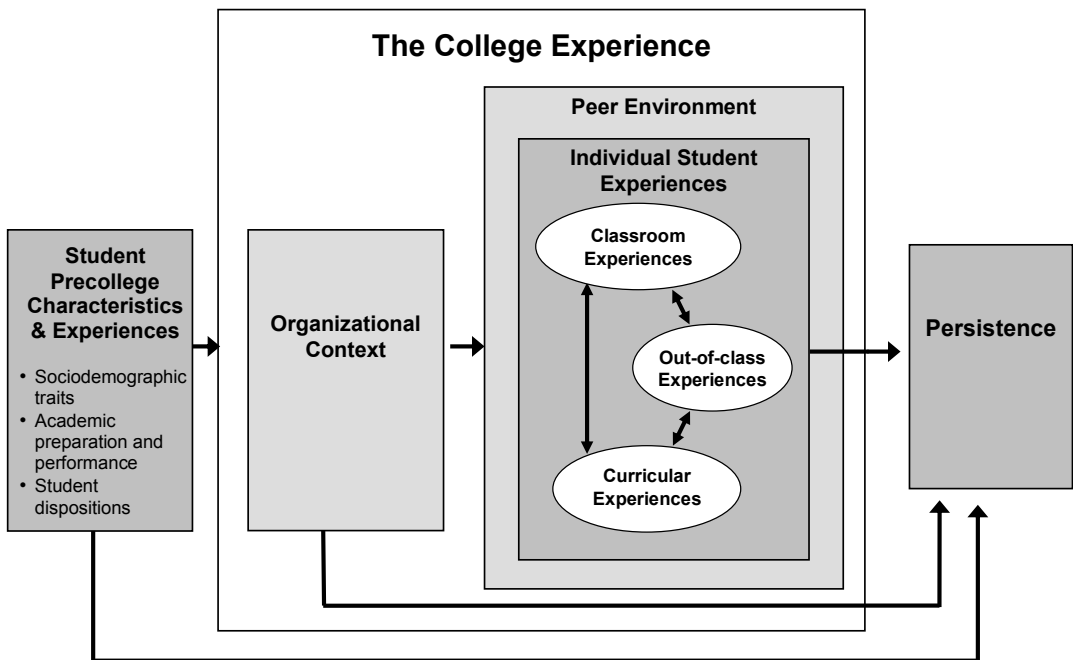 The College Experience
Peer Environment
Individual Student
Experiences
Classroom
Experiences
Out-of-class
Experiences
Curricular
Experiences
Student
Precollege
Characteristics
& Experiences
• Sociodemographic
traits
• Academic
preparation and
performance
• Student
dispositions
Organizational
Context
Persistence